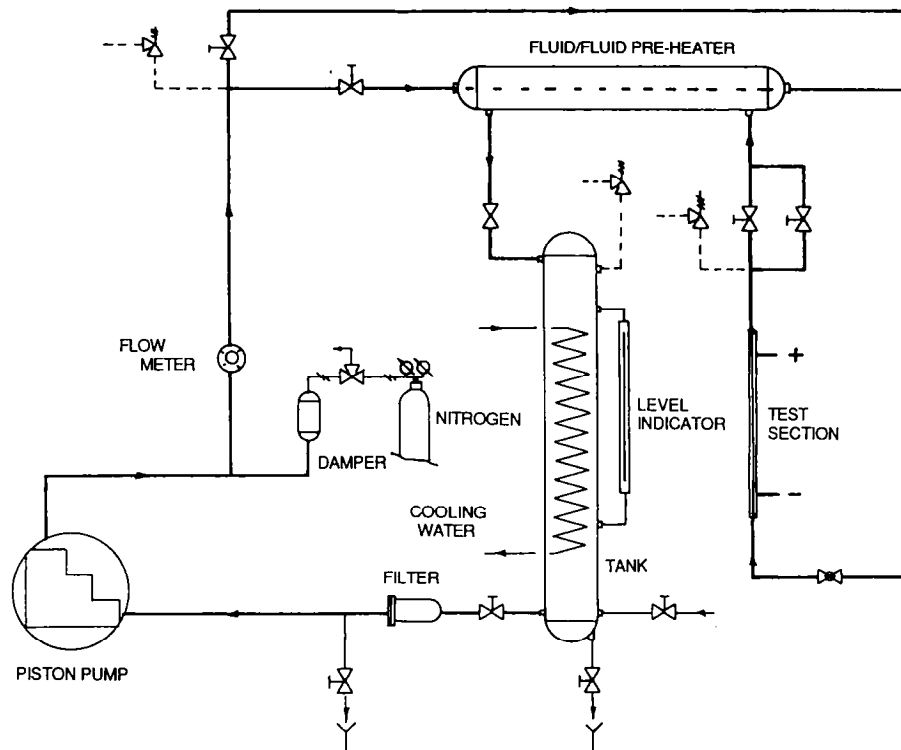 FLUID/FLUID PRE-HEATER
FLOW
METER
NITROGEN
DAMPER
LEVEL
INDICATOR
TEST
SECTION
+
-
COOLING
WATER
TANK
FILTER
PISTON PUMP